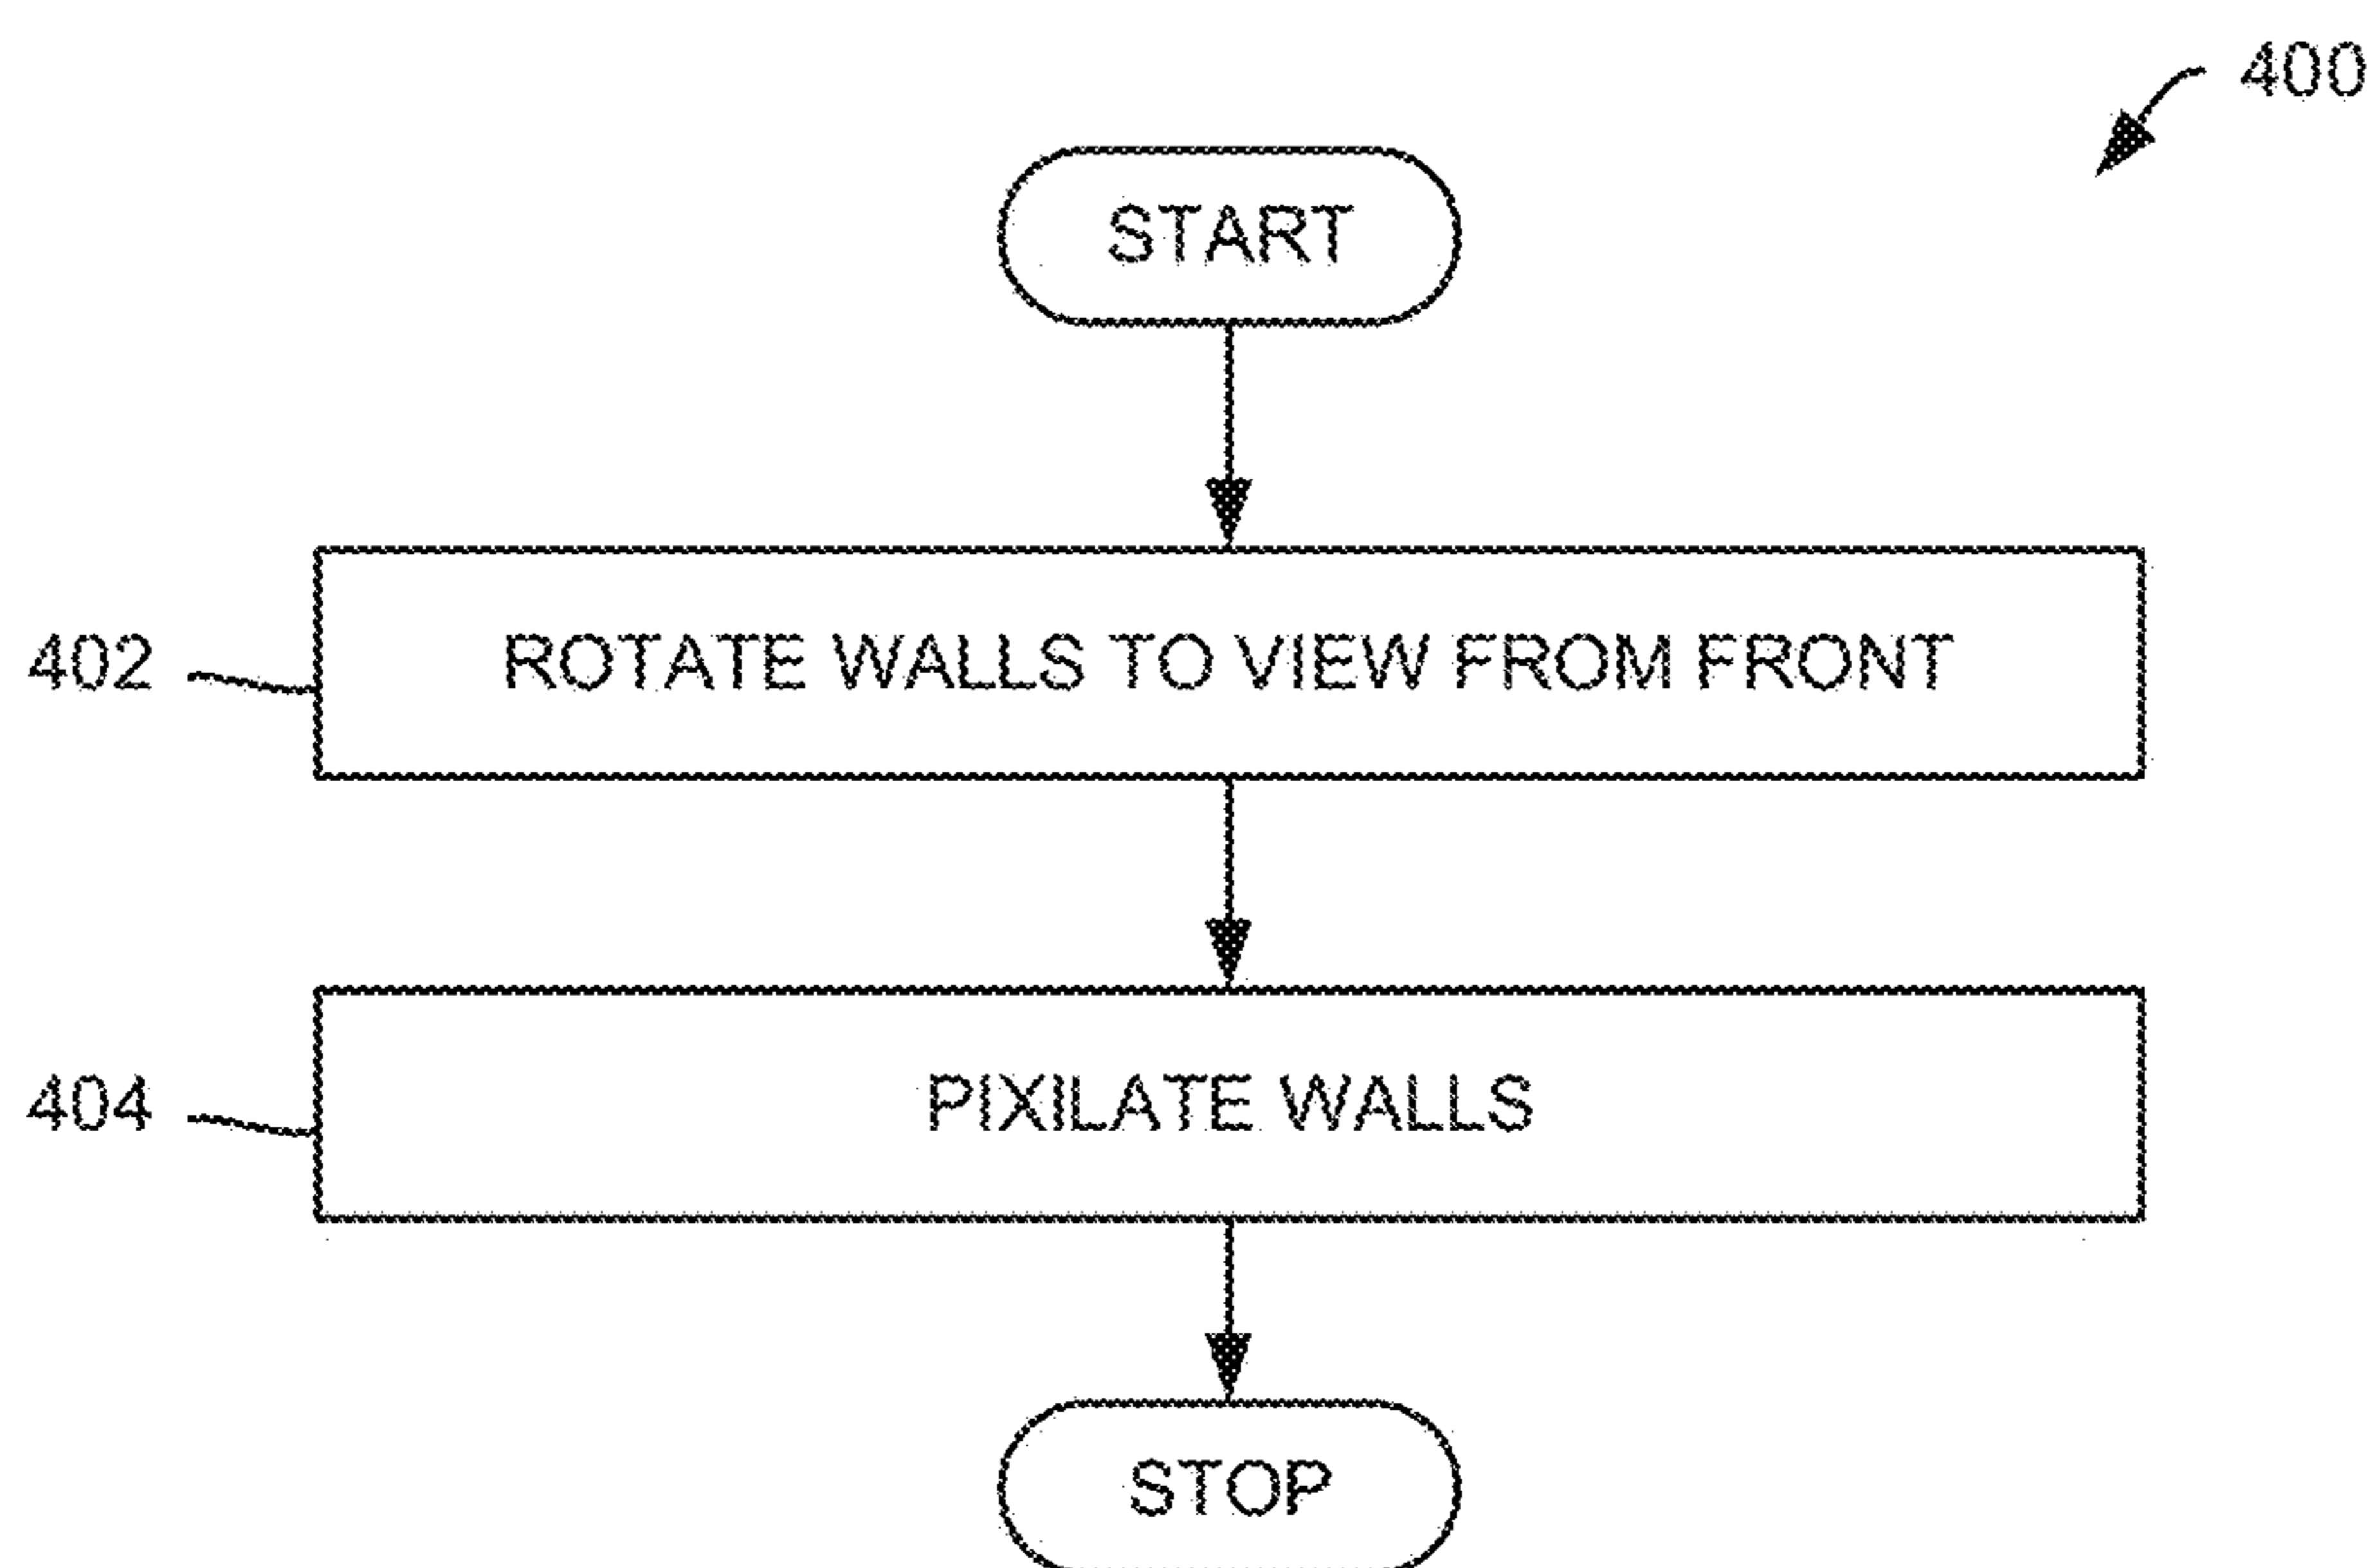 400
START
402 ROTATE WALLS TO VIEW FROM FRONT
404 PIXILATE WALLS
STOP